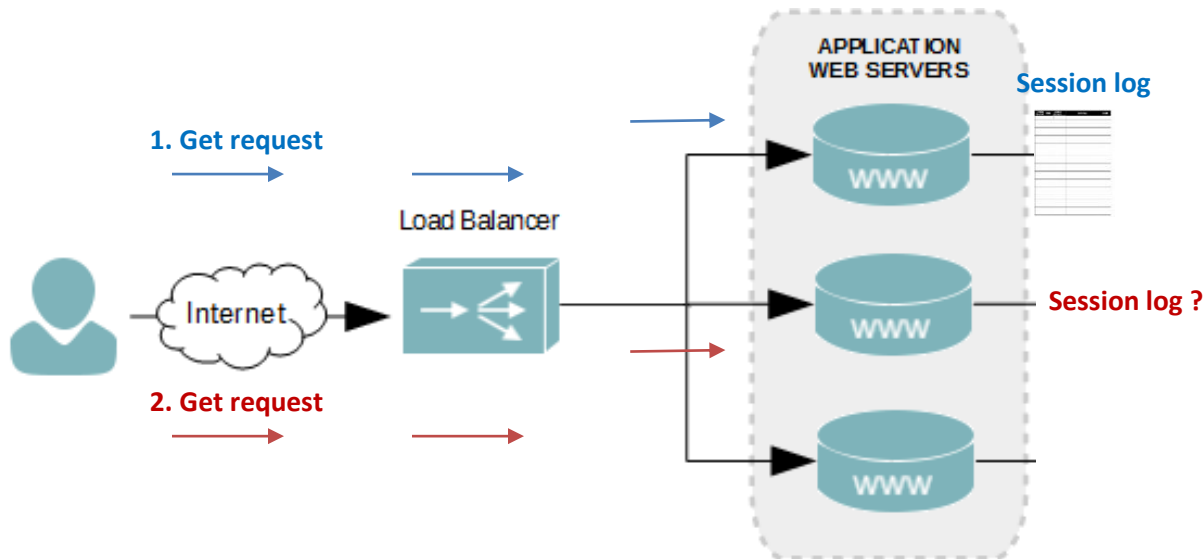 APPLICATION
WEB SERVERS
Session log
1. Get request
WWW
Load Balancer
Internet
WWW
Session log ?
2. Get request
WWW